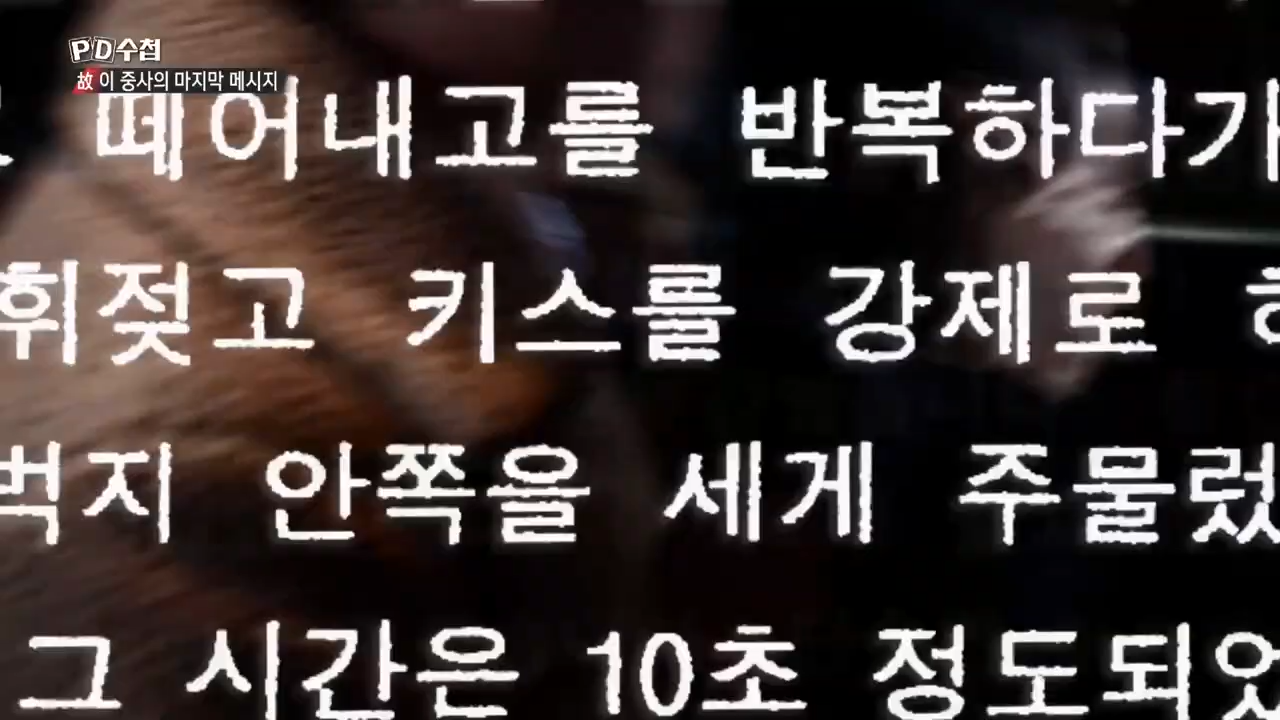 PD수첩
故 이 중사의 마지막 메시지
떼어내고를 반복하다가
휘젖고 키스를 강제로
벅지 안쪽을 세게 주물렀
그 시간은 10초 정도되었